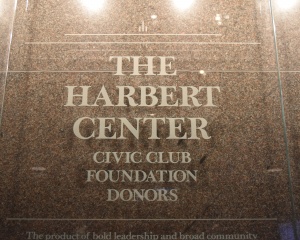 THE
HARBERT
CENTER
CIVIC CLUB
FOUNDATION
DONORS
The product of bold leadership and broad community